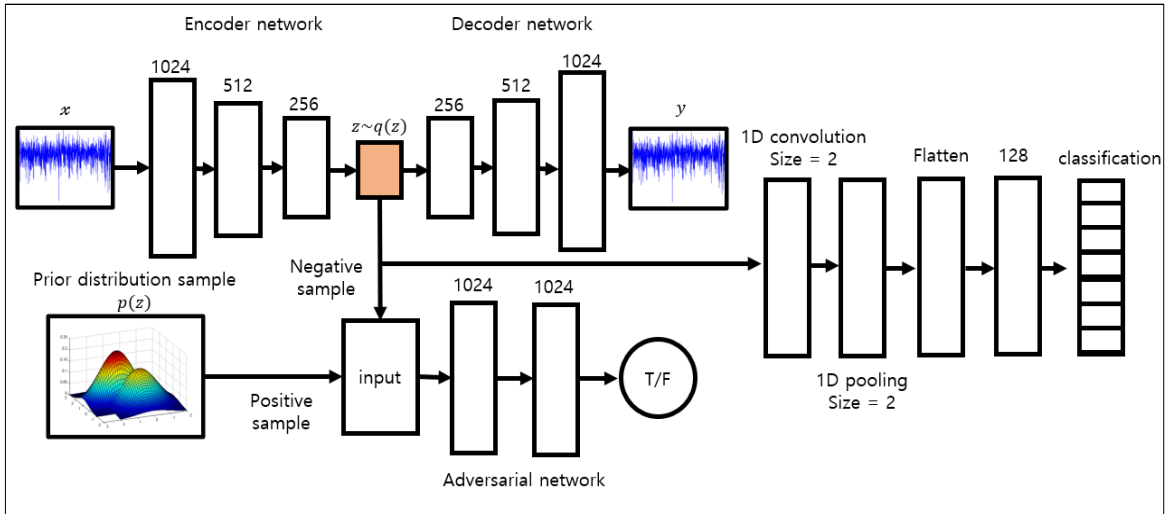 Encoder network
Decoder network
x
1024
512
256
z~q(z)
256
512
1024
y
1D convolution
Size = 2
Flatten
128
classification
Prior distribution sample
p(z)
Negative
sample
1024
1024
input
T/F
Positive
sample
1D pooling
Size = 2
Adversarial network